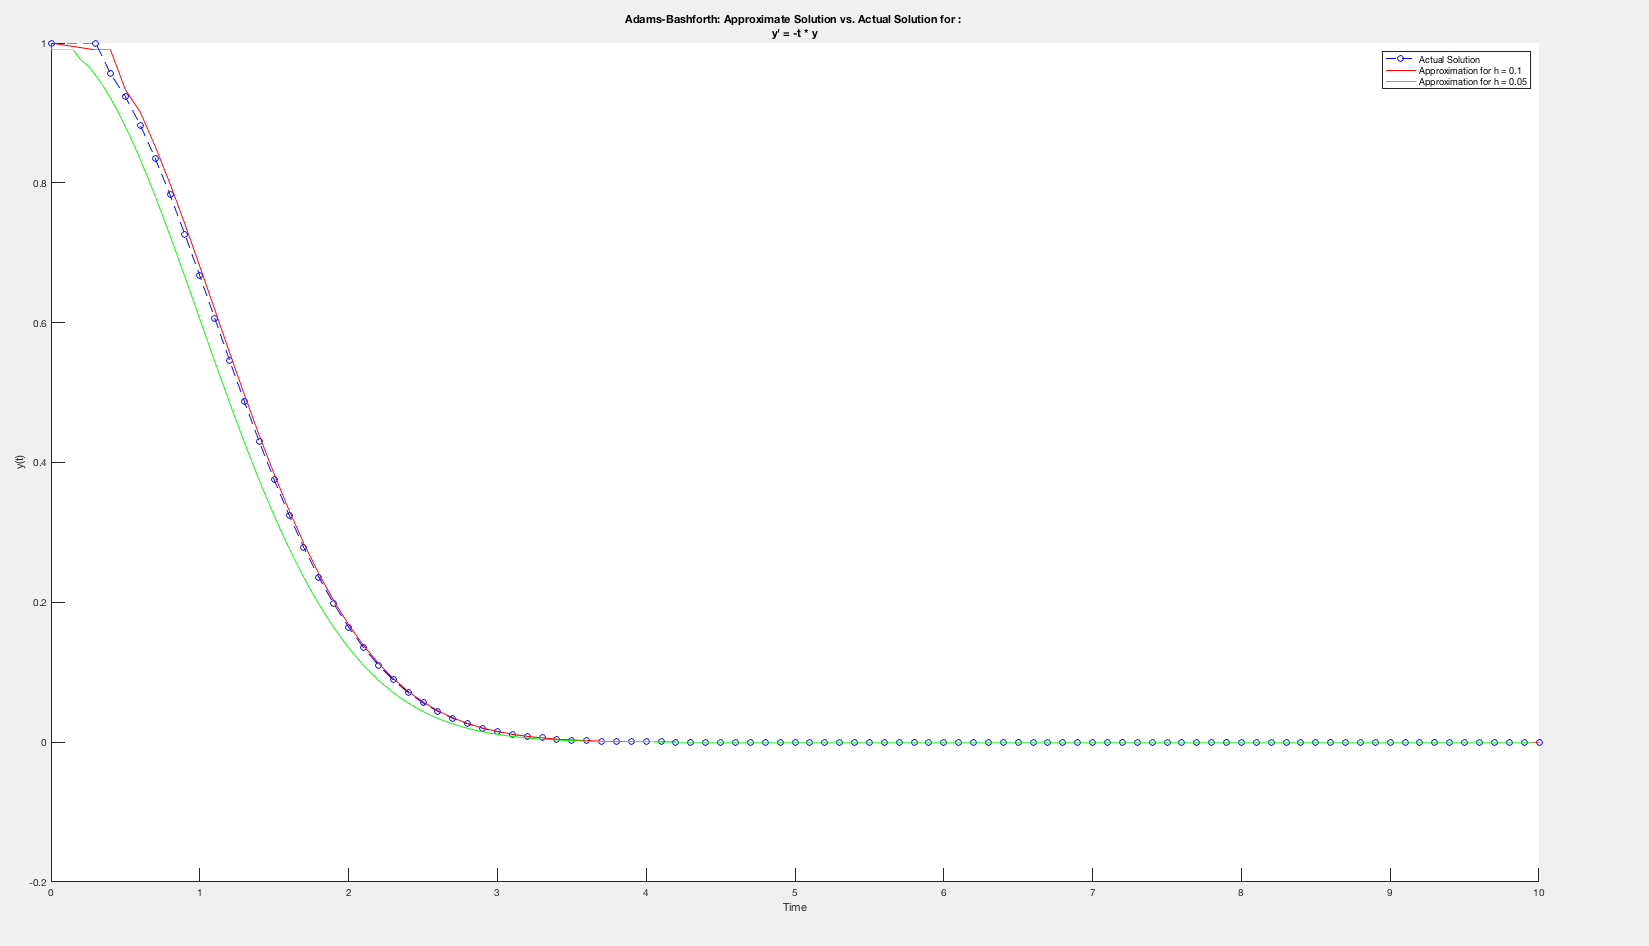 Adams-Bashforth: Approximate Solution vs. Actual Solution for :
y' = -t * y
Actual Solution
Approximation for h = 0.1
Approximation for h = 0.05
1
0.8
0.6
0.4
0.2
0
-0.2
y(t)
0 1 2 3 4 5 6 7 8 9 10
Time